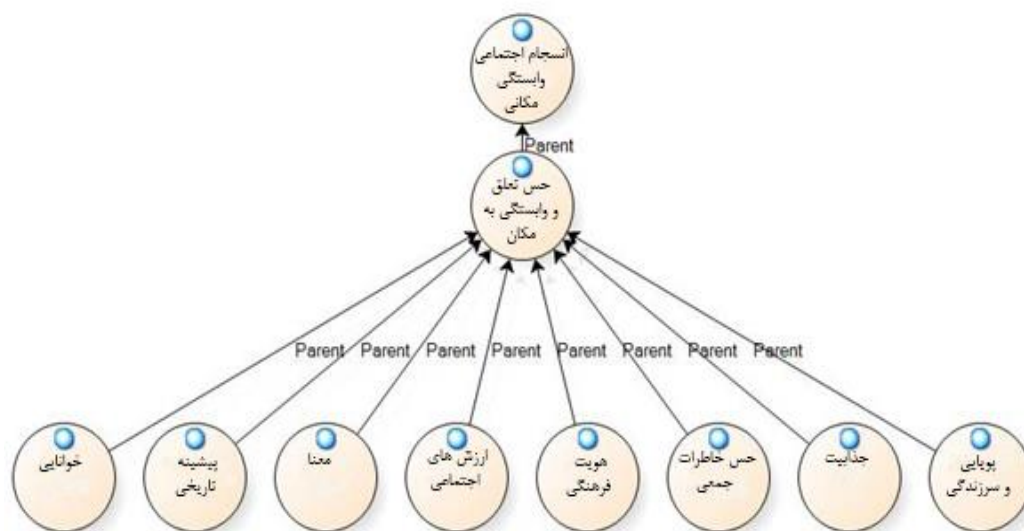 انسجام اجتماعی
وابستگی
مکانی
Parent
حس تعلق
و وابستگی به
مکان
Parent Parent Parent Parent Parent Parent Parent Parent
خوانایی
پیشینه
تاریخی
معنا
ارزش های
اجتماعی
هویت
فرهنگی
حس خاطرات
جمعی
جذابیت
پویایی
و سرزندگی